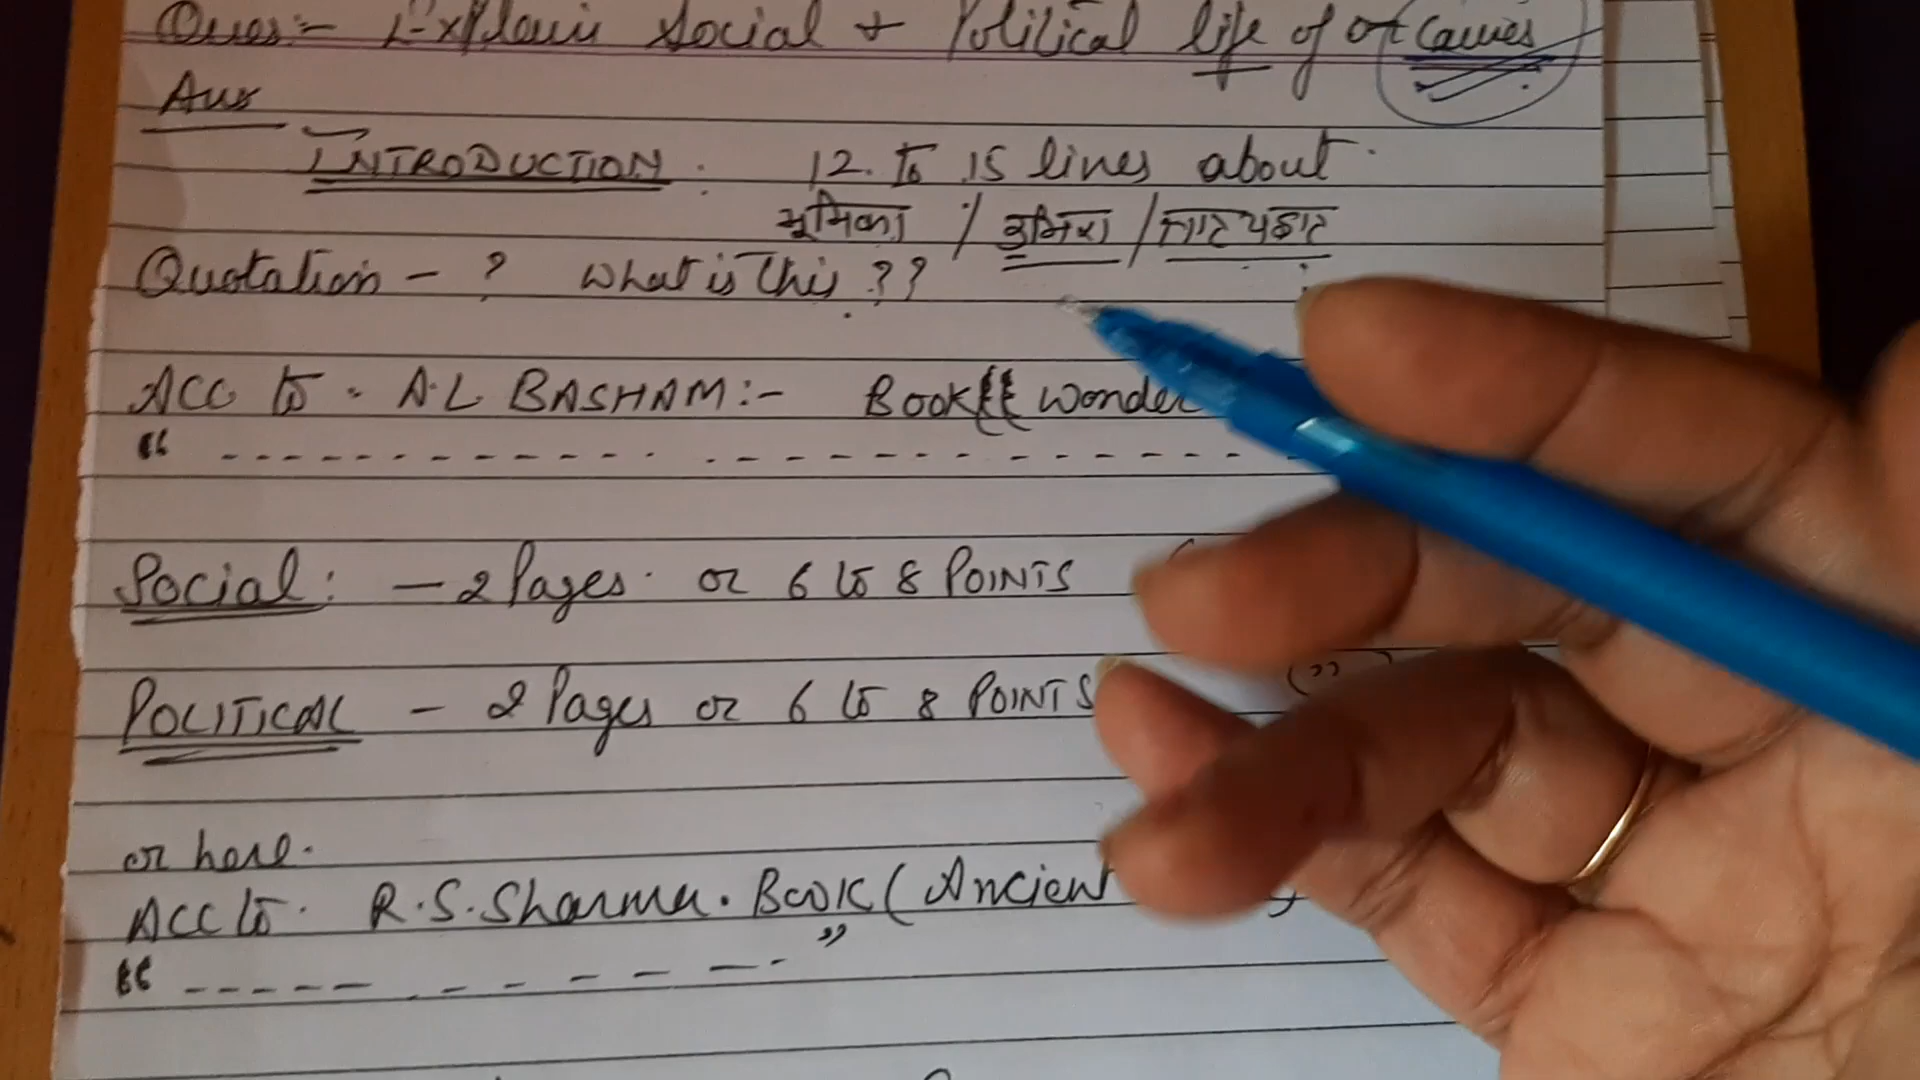 Ques:- Explain Social + Political life of
Ans
INTRODUCTION: 12. to 15 lines about.
भूमिका /
Quotation - ? What is this ??
Acc to - A.L BASHAM:- Book “ Wonder
“ - - - - - - - - - - - - - - - - - - - - - - - -
Social: - 2 Pages. or 6 to 8 POINTS (
POLITICAL - 2 Pages or 6 to 8 POINTS ( ” )
or here.
Acc to. R.S. Sharma. Book ( Ancient
“ - - - - - - - - - - - ”